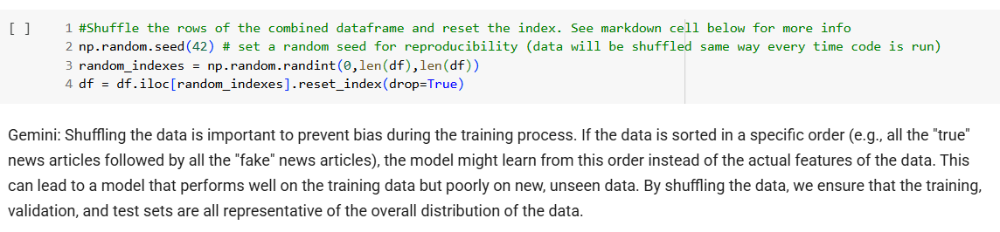 [ ]
1 #Shuffle the rows of the combined dataframe and reset the index. See markdown cell below for more info
2 np.random.seed(42) # set a random seed for reproducibility (data will be shuffled same way every time code is run)
3 random_indexes = np.random.randint(0,len(df),len(df))
4 df = df.iloc[random_indexes].reset_index(drop=True)
Gemini: Shuffling the data is important to prevent bias during the training process. If the data is sorted in a specific order (e.g., all the "true"
news articles followed by all the "fake" news articles), the model might learn from this order instead of the actual features of the data. This
can lead to a model that performs well on the training data but poorly on new, unseen data. By shuffling the data, we ensure that the training,
validation, and test sets are all representative of the overall distribution of the data.